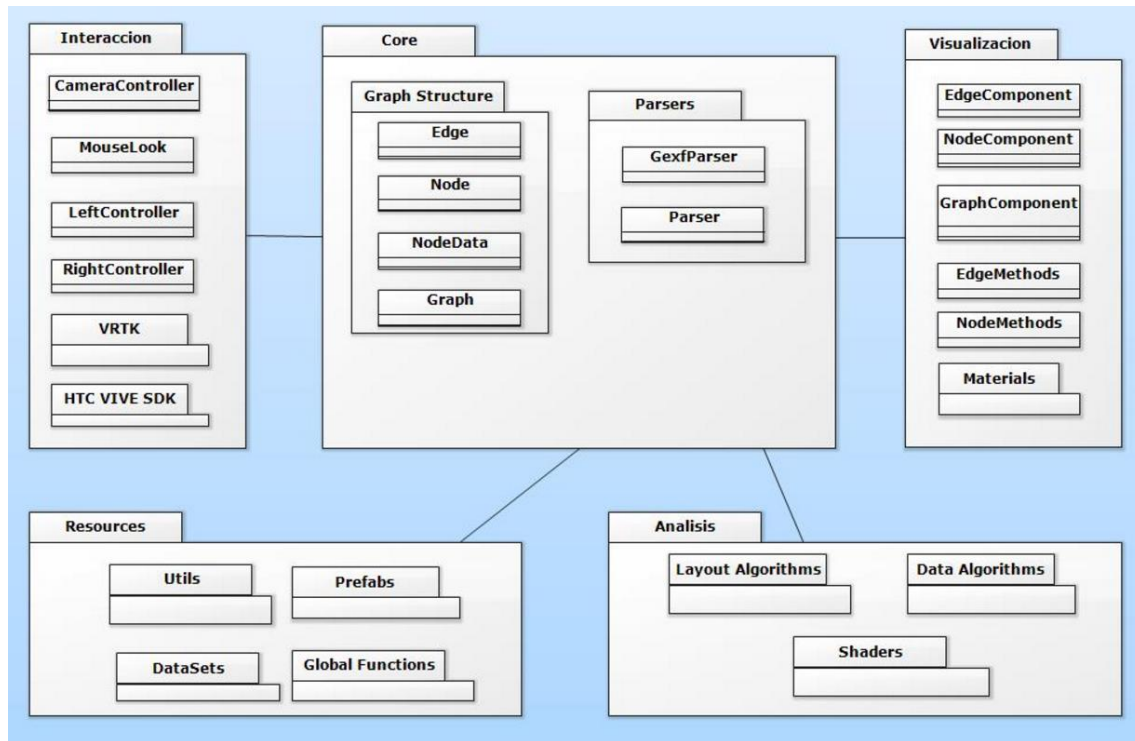 Interaccion
CameraController
MouseLook
LeftController
RightController
VRTK
HTC VIVE SDK
Core
Graph Structure
Edge
Node
NodeData
Graph
Parsers
GexfParser
Parser
Visualizacion
EdgeComponent
NodeComponent
GraphComponent
EdgeMethods
NodeMethods
Materials
Resources
Utils
Prefabs
DataSets
Global Functions
Analisis
Layout Algorithms
Data Algorithms
Shaders